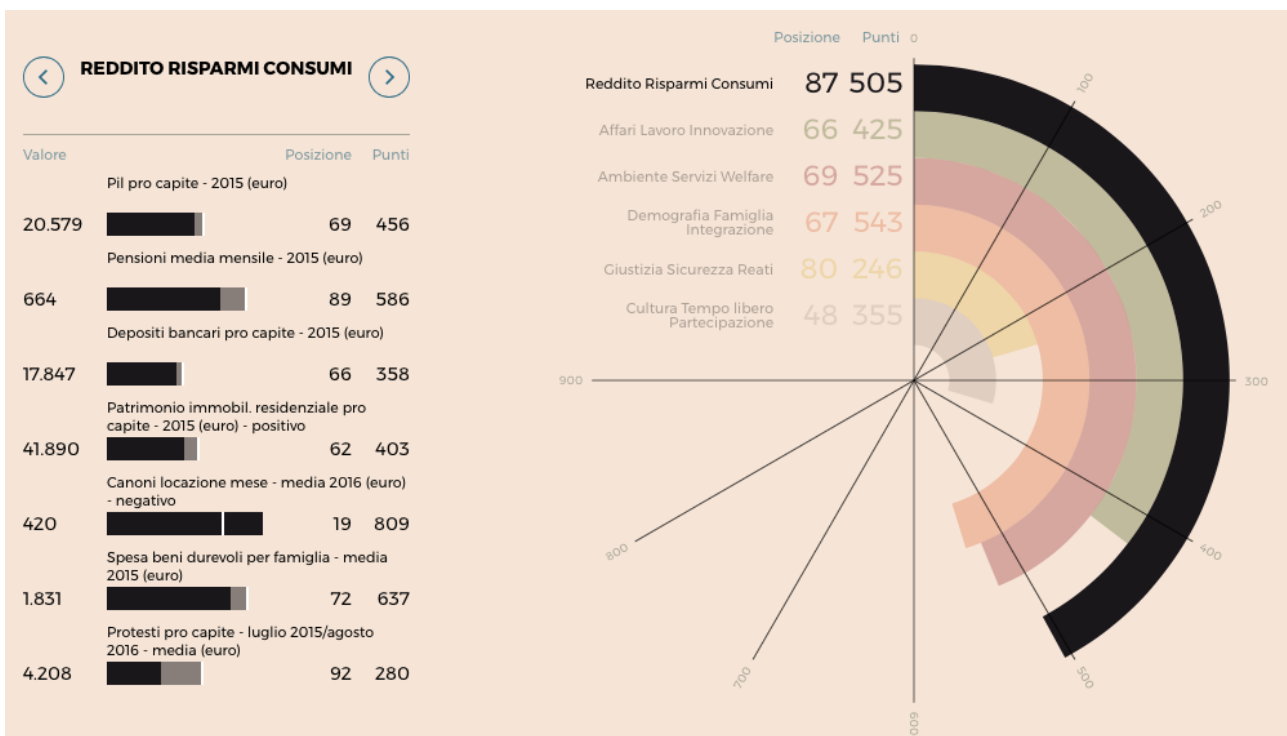 REDDITO RISPARMI CONSUMI
Valore Posizione Punti
Pil pro capite - 2015 (euro)
20.579 69 456
Pensioni media mensile - 2015 (euro)
664 89 586
Depositi bancari pro capite - 2015 (euro)
17.847 66 358
Patrimonio immobil. residenziale pro
capite - 2015 (euro) - positivo
41.890 62 403
Canoni locazione mese - media 2016 (euro)
- negativo
420 19 809
Spesa beni durevoli per famiglia - media
2015 (euro)
1.831 72 637
Protesti pro capite - luglio 2015/agosto
2016 - media (euro)
4.208 92 280
Posizione Punti
Reddito Risparmi Consumi 87 505
Affari Lavoro Innovazione 66 425
Ambiente Servizi Welfare 69 525
Demografia Famiglia
Integrazione 67 543
Giustizia Sicurezza Reati 80 246
Cultura Tempo libero
Partecipazione 48 355
0
100
200
300
400
500
600
700
800
900